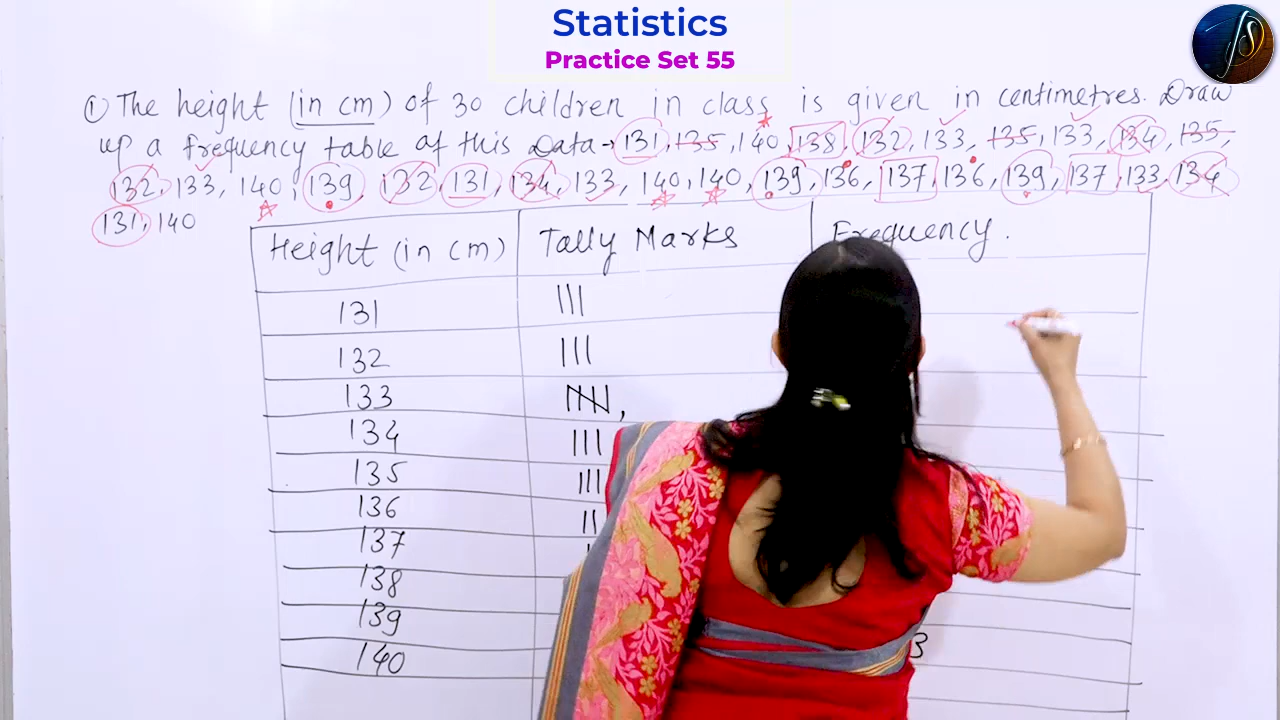 Statistics
Practice Set 55
① The height (in cm) of 30 children in class is given in centimetres. Draw
up a frequency table of this Data → 131, 135, 140, 138, 132, 133, 135, 133, 134, 135,
132, 133, 140, 139, 132, 131, 134, 133, 140, 140, 139, 136, 137, 136, 139, 137, 133, 134
131, 140
Height (in cm) Tally Marks Frequency.
131 |||
132 |||
133
134 |||
135 |||
136 ||
137
138
139 3
140